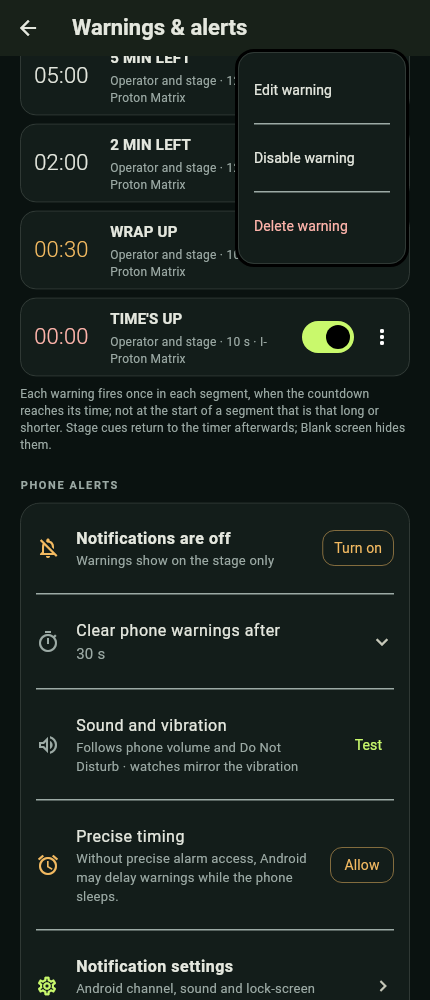 Warnings & alerts
5 MIN LEFT
05:00
Operator and stage · 1
Proton Matrix
Edit warning
Disable warning
Delete warning
2 MIN LEFT
02:00
Operator and stage · 1
Proton Matrix
WRAP UP
00:30
Operator and stage · 10
Proton Matrix
TIME'S UP
00:00
Operator and stage · 10 s · I-
Proton Matrix
Each warning fires once in each segment, when the countdown
reaches its time; not at the start of a segment that is that long or
shorter. Stage cues return to the timer afterwards; Blank screen hides
them.
PHONE ALERTS
Notifications are off
Warnings show on the stage only
Turn on
Clear phone warnings after
30 s
Sound and vibration
Follows phone volume and Do Not
Disturb · watches mirror the vibration
Test
Precise timing
Without precise alarm access, Android
may delay warnings while the phone
sleeps.
Allow
Notification settings
Android channel, sound and lock-screen